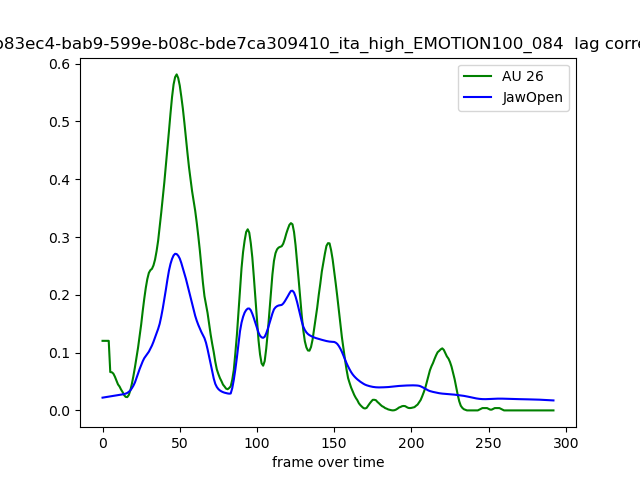 b83ec4-bab9-599e-b08c-bde7ca309410_ita_high_EMOTION100_084 lag corre
AU 26
JawOpen
0.6
0.5
0.4
0.3
0.2
0.1
0.0
0 50 100 150 200 250 300
frame over time